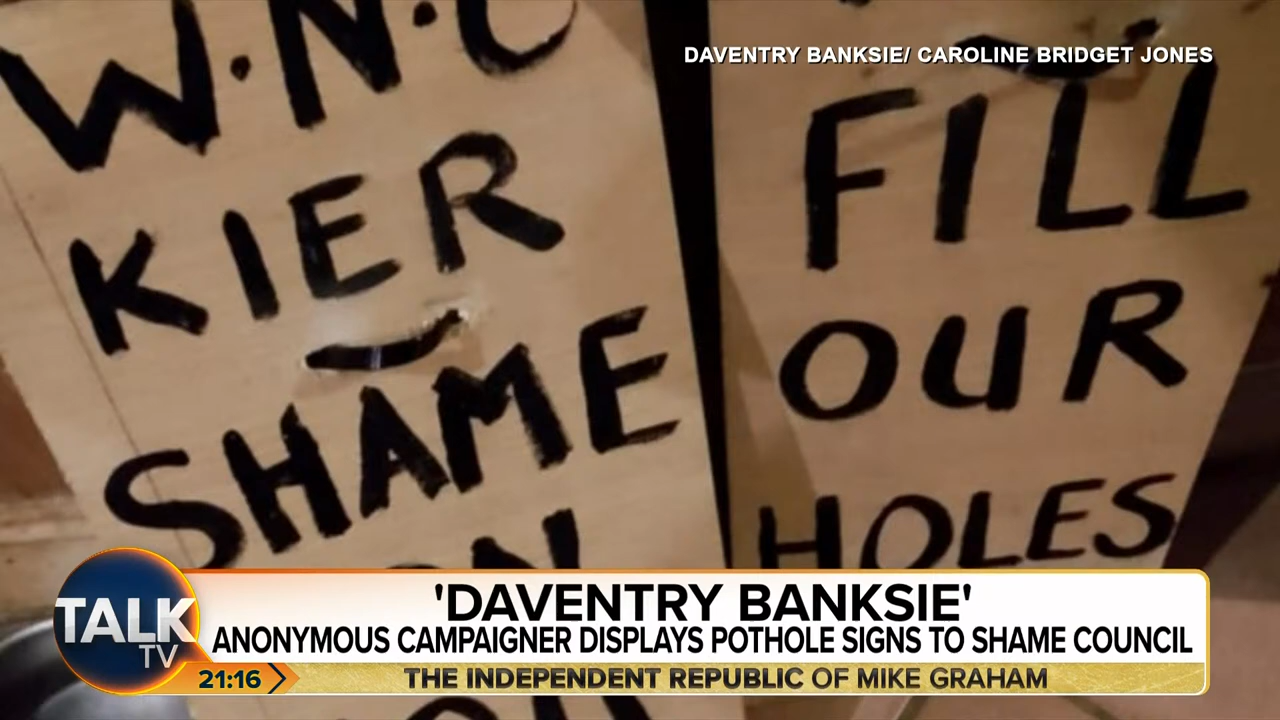 DAVENTRY BANKSIE/ CAROLINE BRIDGET JONES
W.N.C
KIER
SHAME
ON
FILL
OUR
HOLES
TALK
TV
'DAVENTRY BANKSIE'
ANONYMOUS CAMPAIGNER DISPLAYS POTHOLE SIGNS TO SHAME COUNCIL
21:16
THE INDEPENDENT REPUBLIC OF MIKE GRAHAM